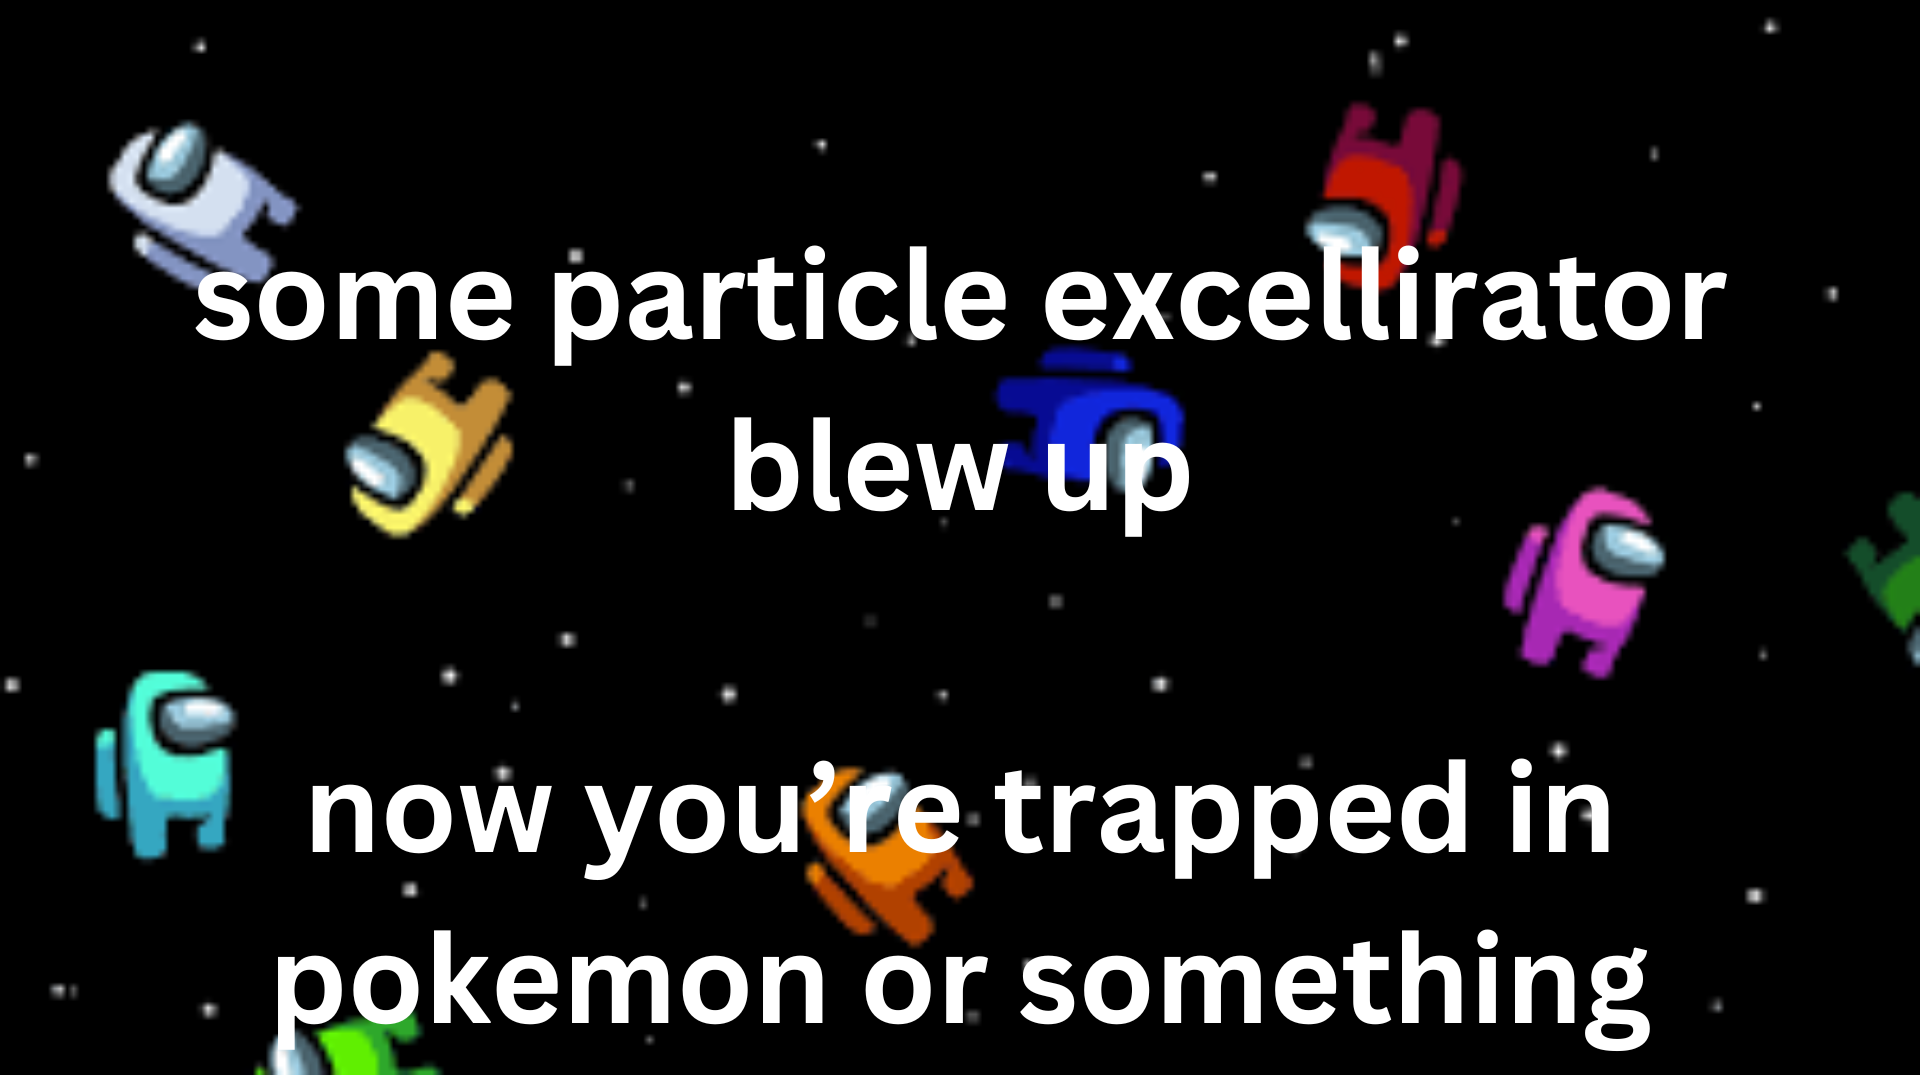 some particle excellirator
blew up
now you’re trapped in
pokemon or something